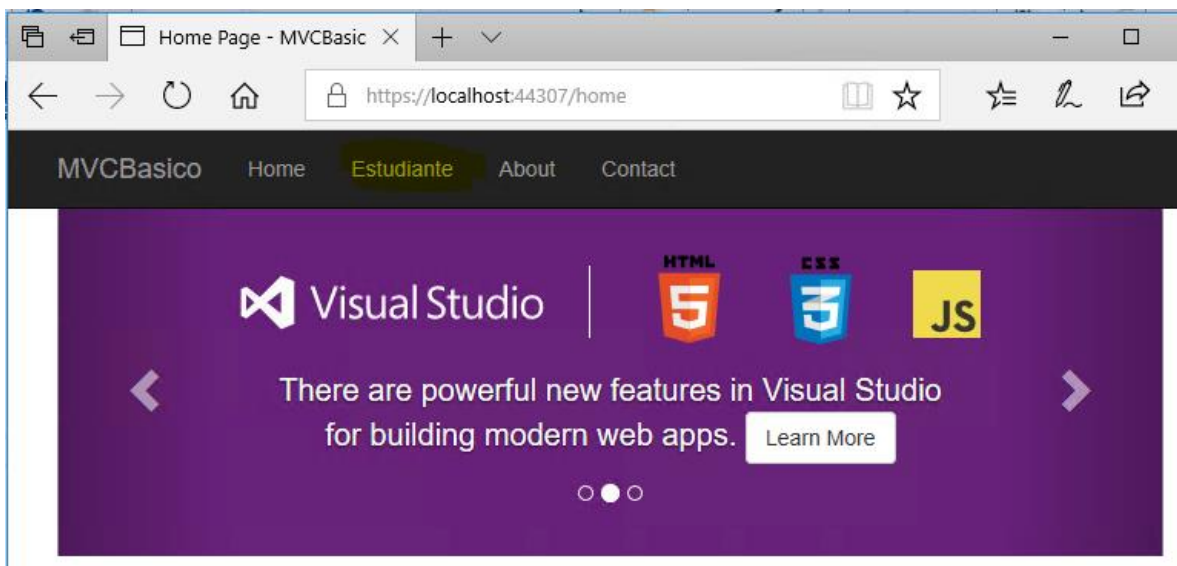 Home Page - MVCBasic
https://localhost:44307/home
MVCBasico Home Estudiante About Contact
Visual Studio
HTML
5
CSS
3
JS
There are powerful new features in Visual Studio
for building modern web apps. Learn More